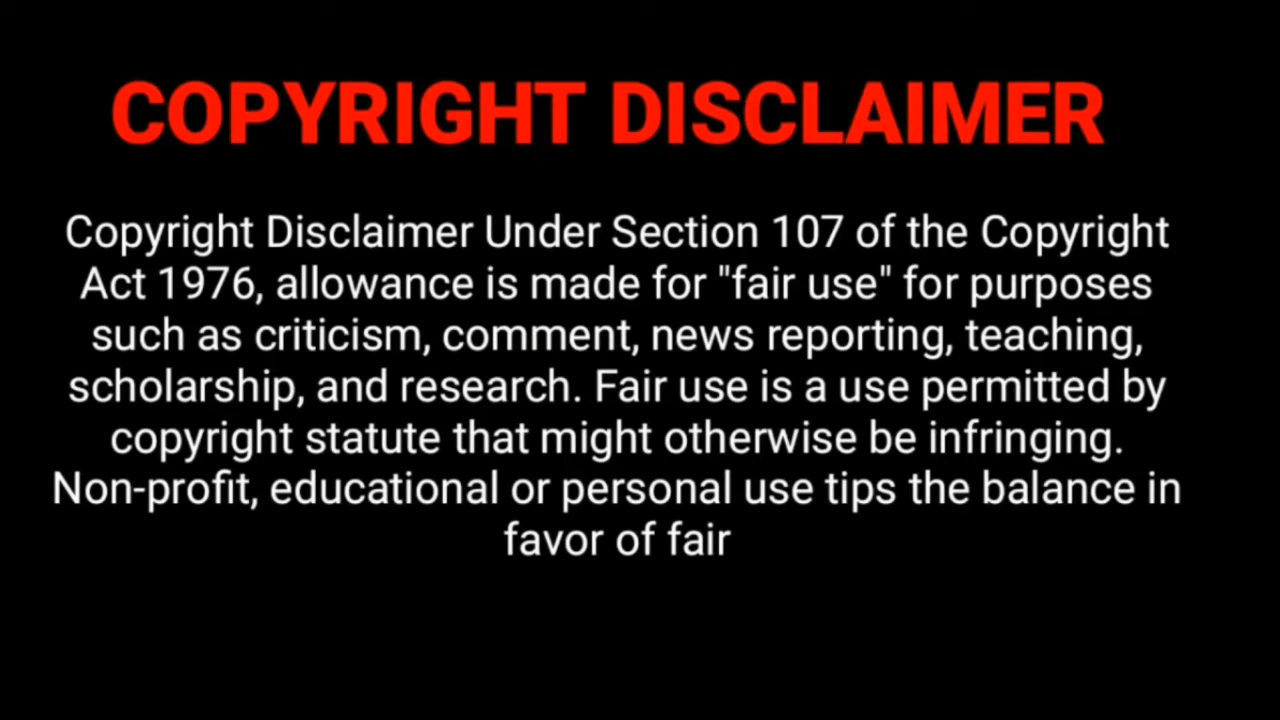 COPYRIGHT DISCLAIMER
Copyright Disclaimer Under Section 107 of the Copyright
Act 1976, allowance is made for "fair use" for purposes
such as criticism, comment, news reporting, teaching,
scholarship, and research. Fair use is a use permitted by
copyright statute that might otherwise be infringing.
Non-profit, educational or personal use tips the balance in
favor of fair